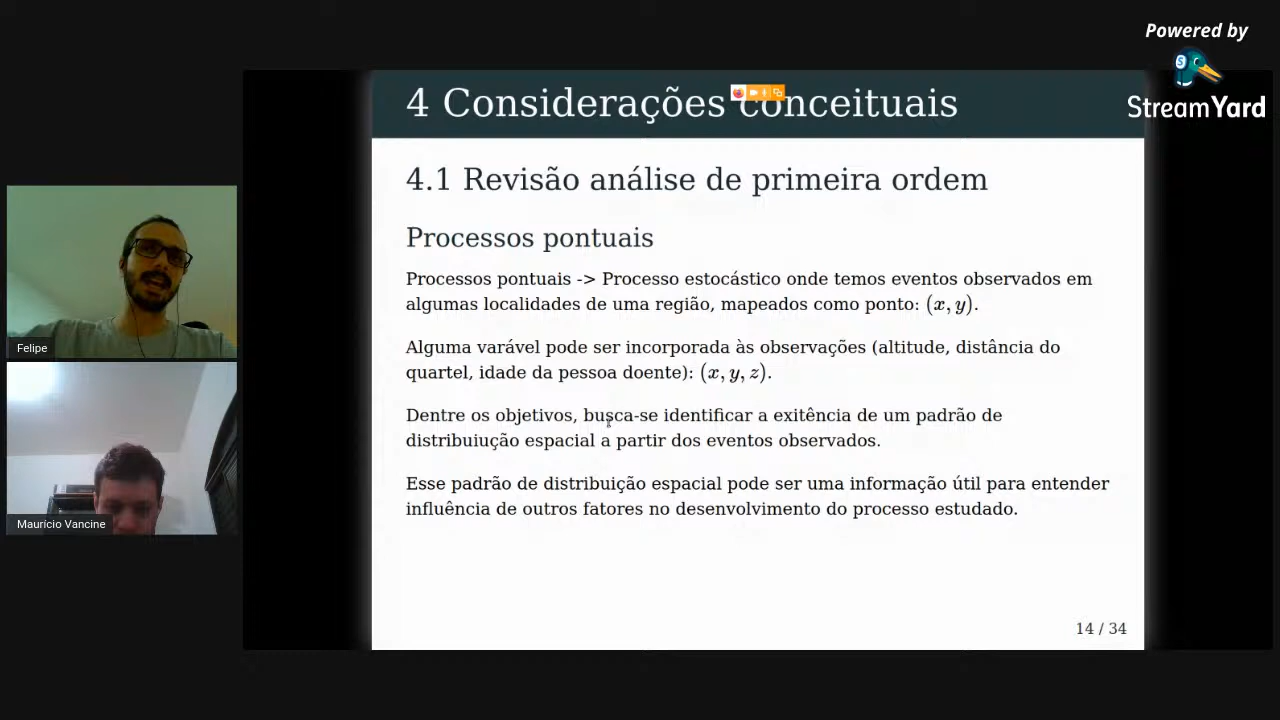 Powered by
StreamYard
4 Considerações conceituais
4.1 Revisão análise de primeira ordem
Processos pontuais
Processos pontuais -> Processo estocástico onde temos eventos observados em
algumas localidades de uma região, mapeados como ponto: (x, y).
Alguma varável pode ser incorporada às observações (altitude, distância do
quartel, idade da pessoa doente): (x, y, z).
Dentre os objetivos, busca-se identificar a exitência de um padrão de
distribuiução espacial a partir dos eventos observados.
Esse padrão de distribuição espacial pode ser uma informação útil para entender
influência de outros fatores no desenvolvimento do processo estudado.
14 / 34
Felipe
Maurício Vancine